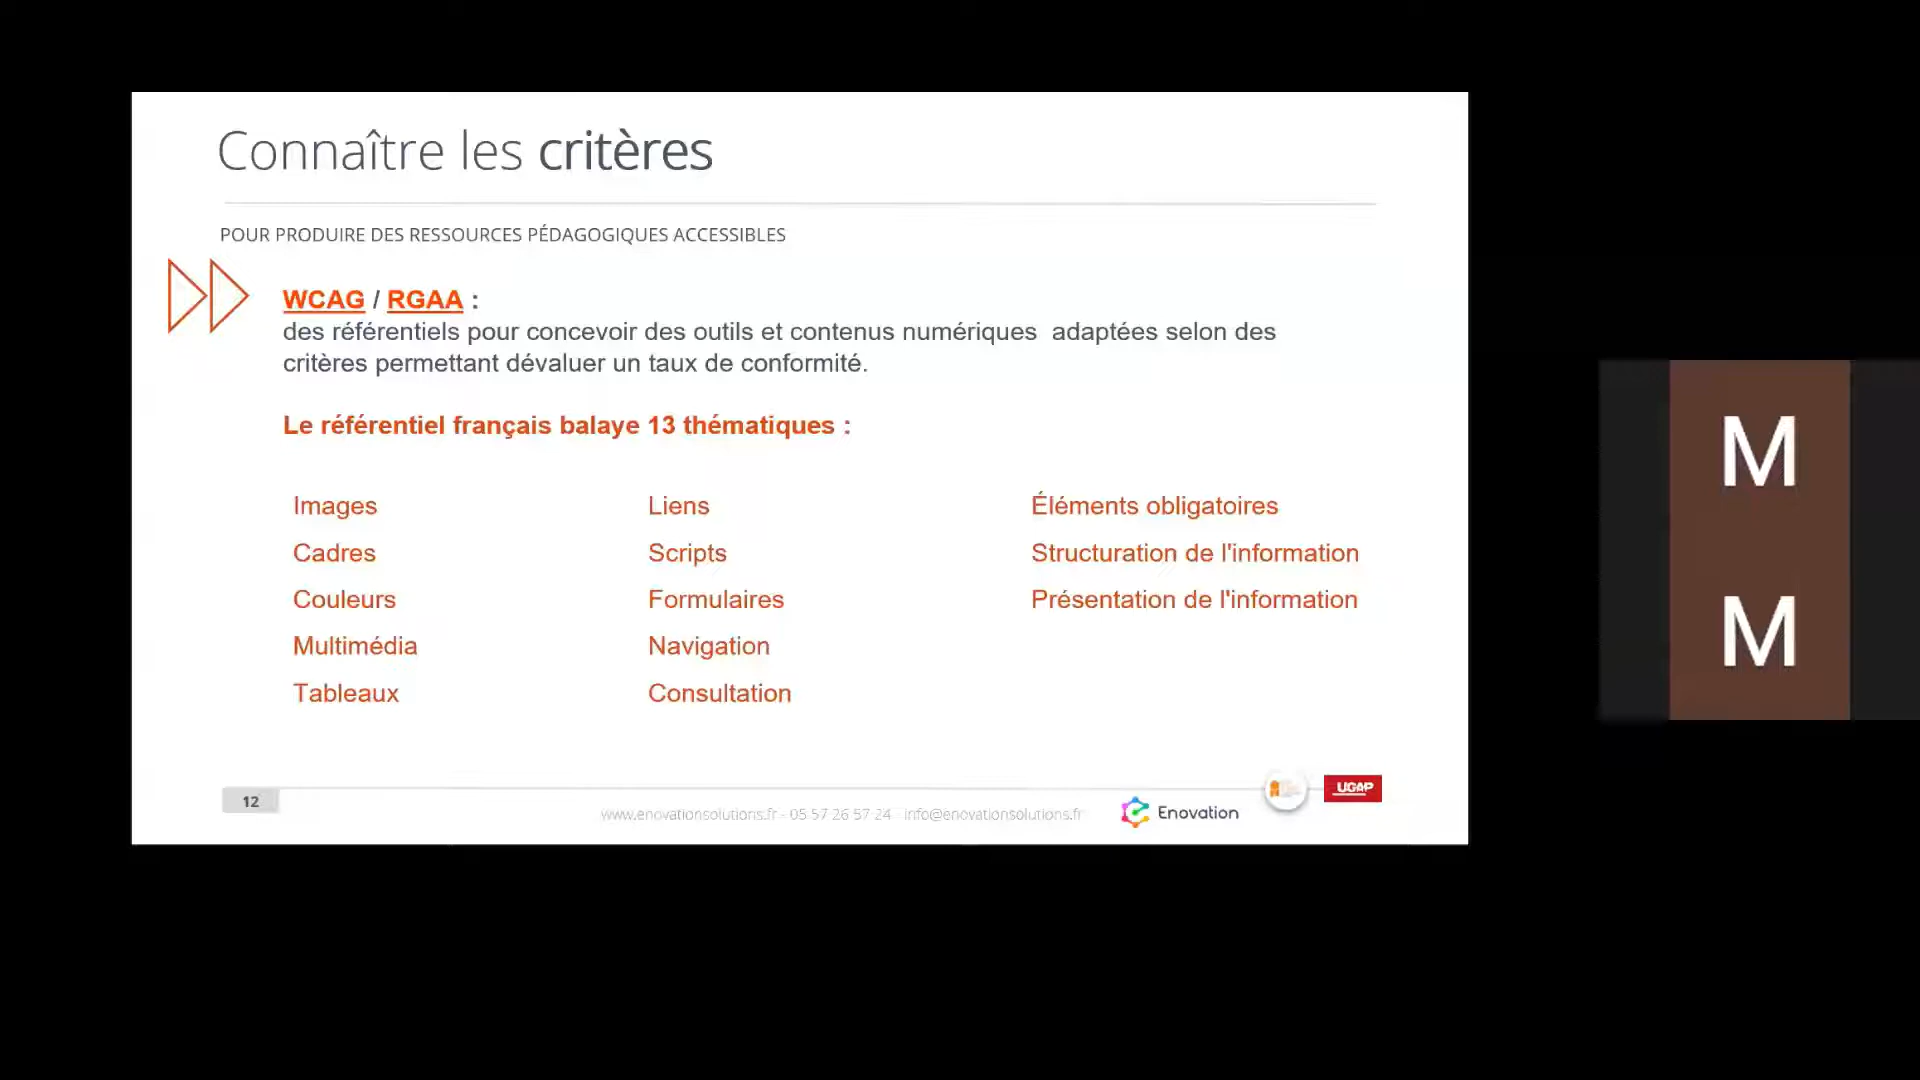 Connaître les critères
POUR PRODUIRE DES RESSOURCES PÉDAGOGIQUES ACCESSIBLES
WCAG / RGAA :
des référentiels pour concevoir des outils et contenus numériques  adaptées selon des
critères permettant dévaluer un taux de conformité.
Le référentiel français balaye 13 thématiques :
Images
Cadres
Couleurs
Multimédia
Tableaux
Liens
Scripts
Formulaires
Navigation
Consultation
Éléments obligatoires
Structuration de l'information
Présentation de l'information
12
www.enovationsolutions.fr - 05 57 26 57 24 - info@enovationsolutions.fr
Enovation
UGAP
M
M